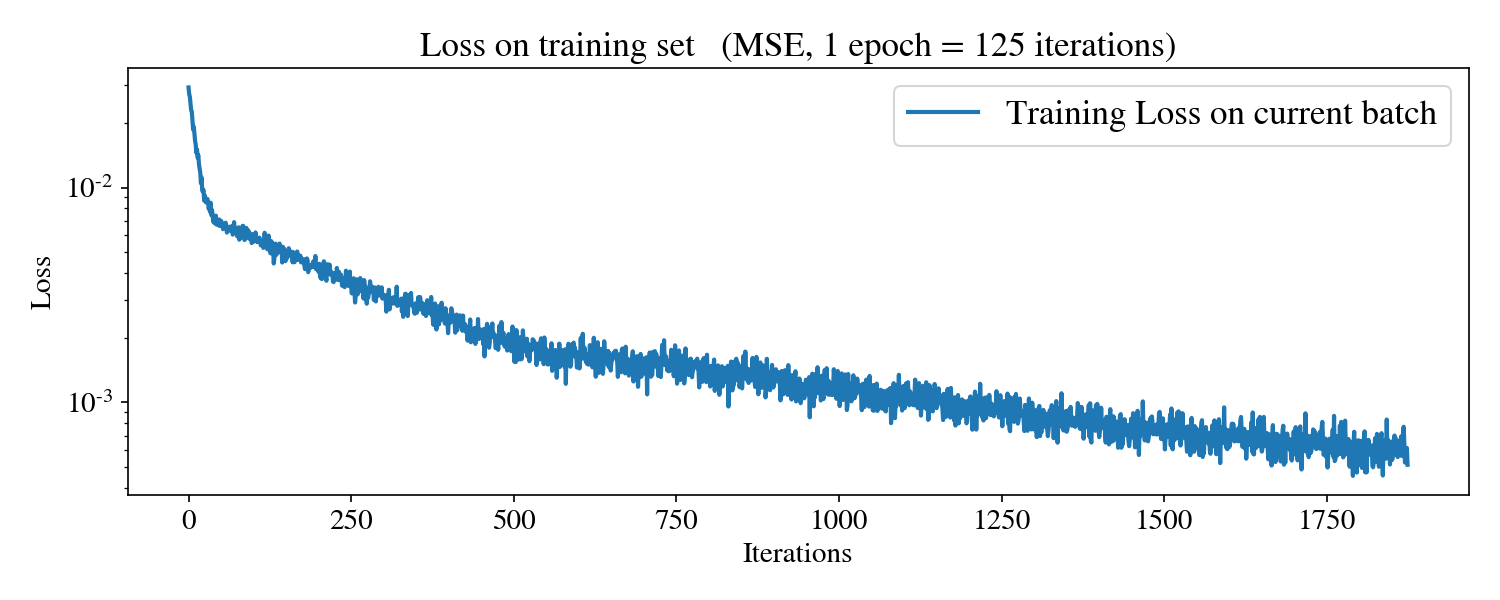 Loss on training set (MSE, 1 epoch = 125 iterations)
Training Loss on current batch
Loss
10-2
10-3
0 250 500 750 1000 1250 1500 1750
Iterations